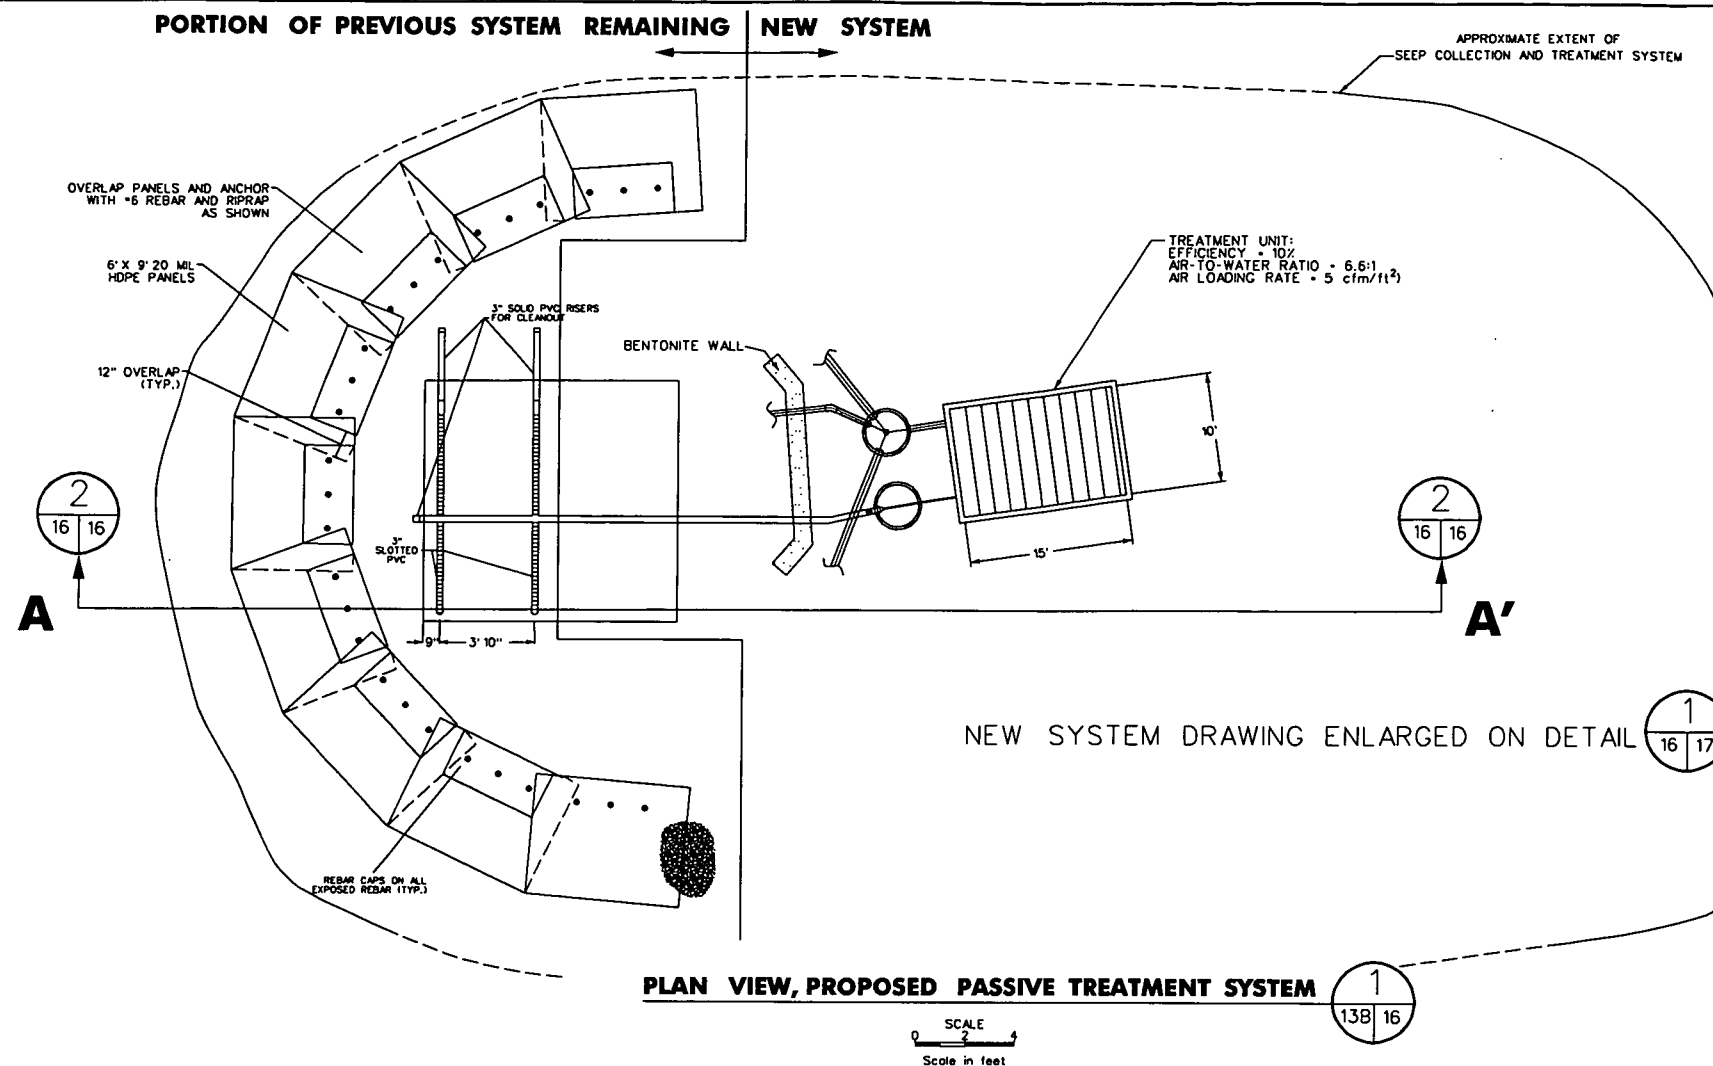 PORTION OF PREVIOUS SYSTEM REMAINING
NEW SYSTEM
APPROXIMATE EXTENT OF
SEEP COLLECTION AND TREATMENT SYSTEM
OVERLAP PANELS AND ANCHOR
WITH #6 REBAR AND RIPRAP
AS SHOWN
6' X 9' 20 MIL
HDPE PANELS
12" OVERLAP
(TYP.)
3" SOLID PVC RISERS
FOR CLEANOUT
BENTONITE WALL
TREATMENT UNIT:
EFFICIENCY = 10%
AIR-TO-WATER RATIO = 6.6:1
AIR LOADING RATE = 5 cfm/ft²)
10'
15'
2
16 16
A
3"
SLOTTED
PVC
9"
3' 10"
2
16 16
A'
NEW SYSTEM DRAWING ENLARGED ON DETAIL
1
16 17
REBAR CAPS ON ALL
EXPOSED REBAR (TYP.)
PLAN VIEW, PROPOSED PASSIVE TREATMENT SYSTEM
1
13B 16
SCALE
0 2 4
Scale in feet